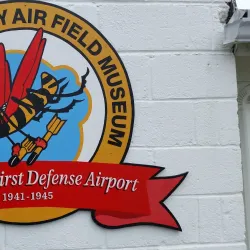 Y AIR FIELD MUSEUM
irst Defense Airport
1941-1945